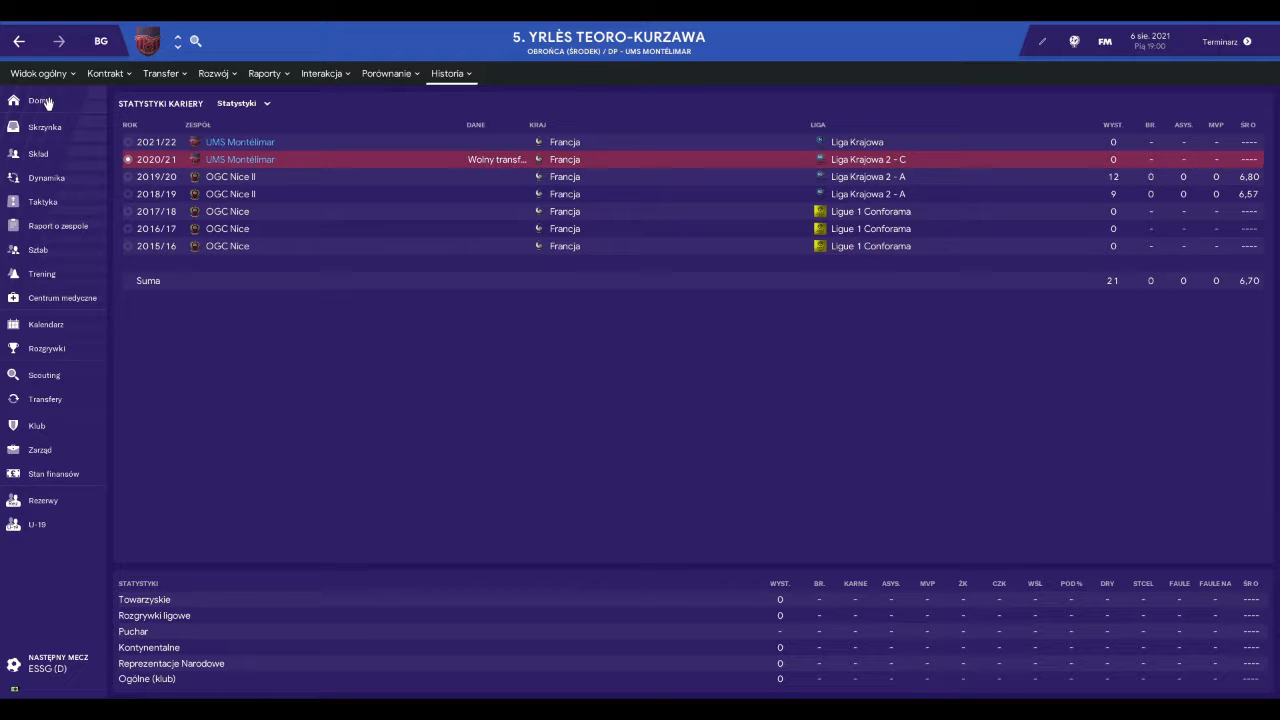 BG
5. YRLÈS TEORO-KURZAWA
OBROŃCA (ŚRODEK) / DP - UMS MONTÉLIMAR
FM
6 sie. 2021
Pią 19:00
Terminarz
Widok ogólny Kontrakt Transfer Rozwój Raporty Interakcja Porównanie Historia
Dom
Skrzynka
Skład
Dynamika
Taktyka
Raport o zespole
Sztab
Trening
Centrum medyczne
Kalendarz
Rozgrywki
Scouting
Transfery
Klub
Zarząd
Stan finansów
Rezerwy
U-19
NASTĘPNY MECZ
ESSG (D)
STATYSTYKI KARIERY Statystyki
ROK ZESPÓŁ DANE KRAJ LIGA WYST. BR. ASYS. MVP ŚR O
2021/22 UMS Montélimar Francja Liga Krajowa 0 - - - ----
2020/21 UMS Montélimar Wolny transf... Francja Liga Krajowa 2 - C 0 - - - ----
2019/20 OGC Nice II Francja Liga Krajowa 2 - A 12 0 0 0 6,80
2018/19 OGC Nice II Francja Liga Krajowa 2 - A 9 0 0 0 6,57
2017/18 OGC Nice Francja Ligue 1 Conforama 0 - - - ----
2016/17 OGC Nice Francja Ligue 1 Conforama 0 - - - ----
2015/16 OGC Nice Francja Ligue 1 Conforama 0 - - - ----
Suma 21 0 0 0 6,70
STATYSTYKI WYST. BR. KARNE ASYS. MVP ŻK CZK WŚL POD % DRY STCEL FAULE FAULE NA ŚR O
Towarzyskie 0 - - - - - - - - - - - - ----
Rozgrywki ligowe 0 - - - - - - - - - - - - ----
Puchar - - - - - - - - - - - - - ----
Kontynentalne 0 - - - - - - - - - - - - ----
Reprezentacje Narodowe 0 - - - - - - - - - - - - ----
Ogólne (klub) 0 - - - - - - - - - - - - ----